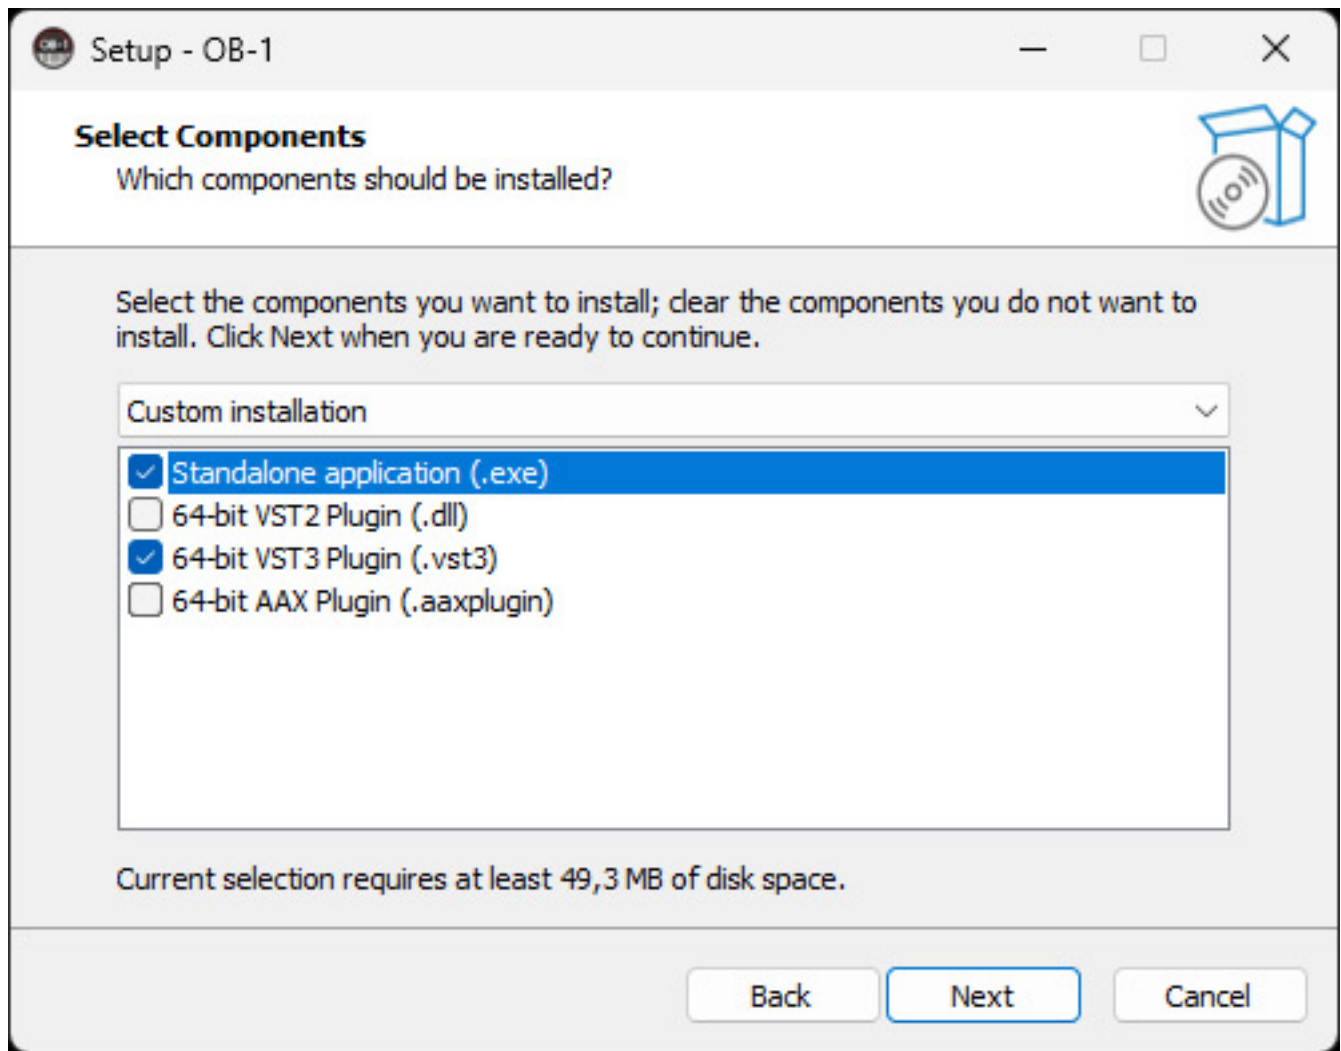 Setup - OB-1
Select Components
Which components should be installed?
Select the components you want to install; clear the components you do not want to
install. Click Next when you are ready to continue.
Custom installation
Standalone application (.exe)
64-bit VST2 Plugin (.dll)
64-bit VST3 Plugin (.vst3)
64-bit AAX Plugin (.aaxplugin)
Current selection requires at least 49,3 MB of disk space.
Back
Next
Cancel